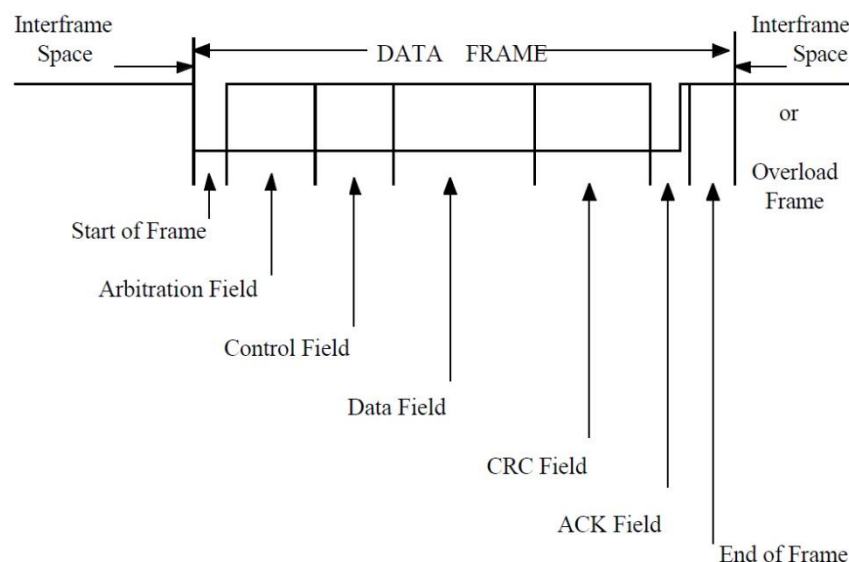 Interframe
Space
DATA FRAME
Interframe
Space
or
Overload
Frame
Start of Frame
Arbitration Field
Control Field
Data Field
CRC Field
ACK Field
End of Frame